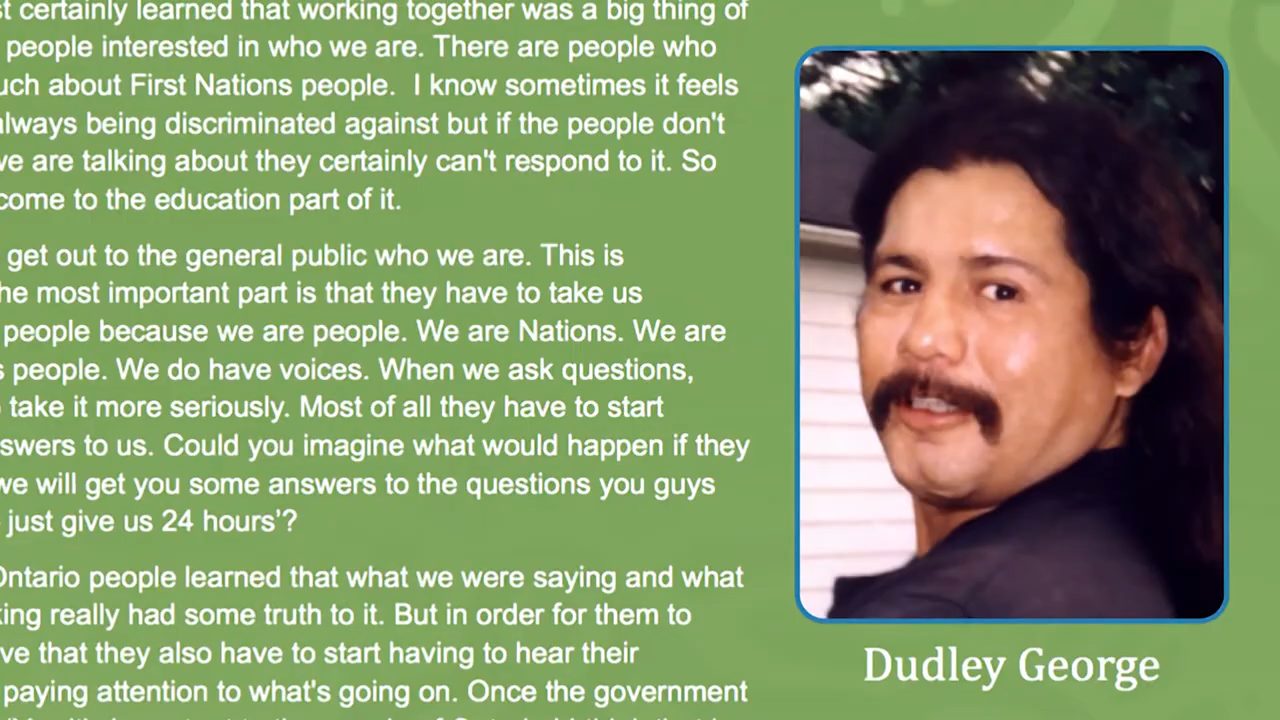 certainly learned that working together was a big thing of
people interested in who we are. There are people who
about First Nations people. I know sometimes it feels
always being discriminated against but if the people don't
we are talking about they certainly can't respond to it. So
come to the education part of it.
get out to the general public who we are. This is
the most important part is that they have to take us
people because we are people. We are Nations. We are
people. We do have voices. When we ask questions,
take it more seriously. Most of all they have to start
swers to us. Could you imagine what would happen if they
we will get you some answers to the questions you guys
just give us 24 hours'?
Ontario people learned that what we were saying and what
king really had some truth to it. But in order for them to
ve that they also have to start having to hear their
paying attention to what's going on. Once the government
Dudley George